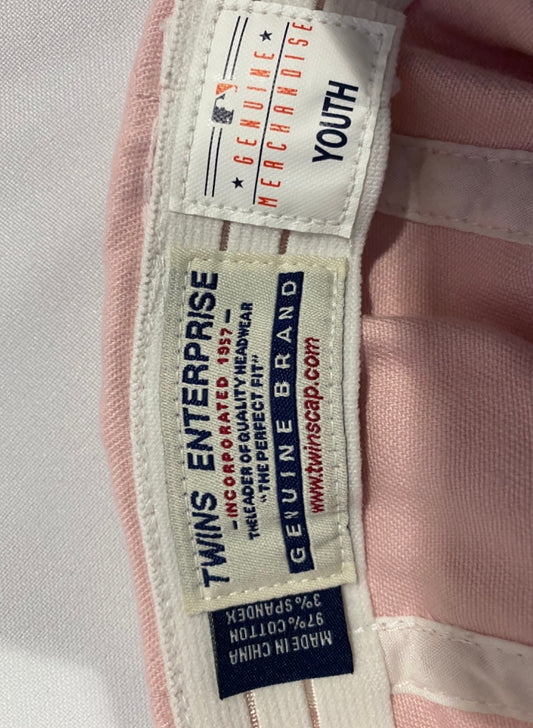 GENUINE
MERCHANDISE
YOUTH
TWINS ENTERPRISE
- INCORPORATED 1957 -
THE LEADER OF QUALITY HEADWEAR
"THE PERFECT FIT"
GENUINE BRAND
www.twinscap.com
MADE IN CHINA
97% COTTON
3% SPANDEX